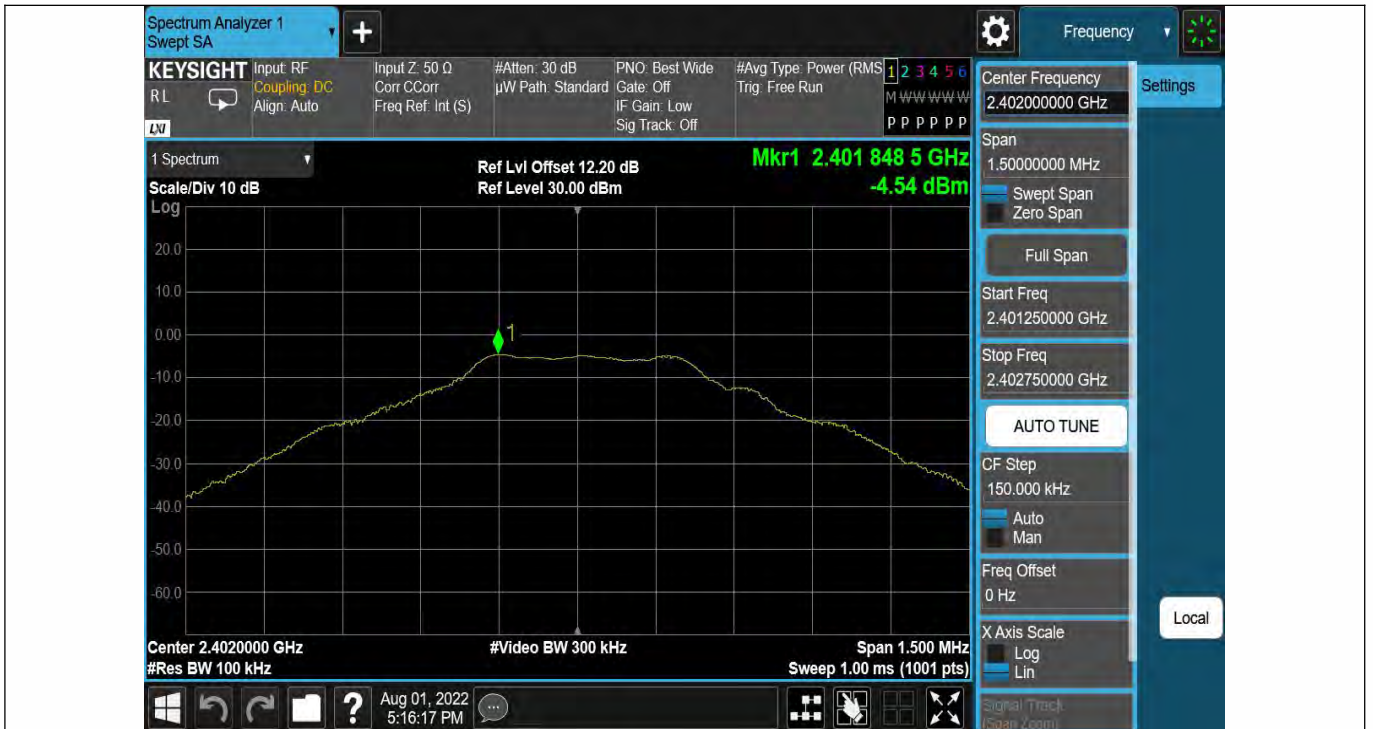 Spectrum Analyzer 1
Swept SA
+
Frequency
KEYSIGHT
R L
LXI
Input: RF
Coupling: DC
Align: Auto
Input Z: 50 Ω
Corr CCorr
Freq Ref: Int (S)
#Atten: 30 dB
µW Path: Standard
PNO: Best Wide
Gate: Off
IF Gain: Low
Sig Track: Off
#Avg Type: Power (RMS
Trig: Free Run
1 2 3 4 5 6
M W W W W W
P P P P P P
1 Spectrum
Scale/Div 10 dB
Ref Lvl Offset 12.20 dB
Ref Level 30.00 dBm
Mkr1 2.401 848 5 GHz
-4.54 dBm
Log
20.0
10.0
0.00
-10.0
-20.0
-30.0
-40.0
-50.0
-60.0
1
Center 2.4020000 GHz
#Res BW 100 kHz
#Video BW 300 kHz
Span 1.500 MHz
Sweep 1.00 ms (1001 pts)
?
Aug 01, 2022
5:16:17 PM
Center Frequency
2.402000000 GHz
Span
1.50000000 MHz
Swept Span
Zero Span
Full Span
Start Freq
2.401250000 GHz
Stop Freq
2.402750000 GHz
AUTO TUNE
CF Step
150.000 kHz
Auto
Man
Freq Offset
0 Hz
X Axis Scale
Log
Lin
Signal Track
(Span Zoom)
Settings
Local